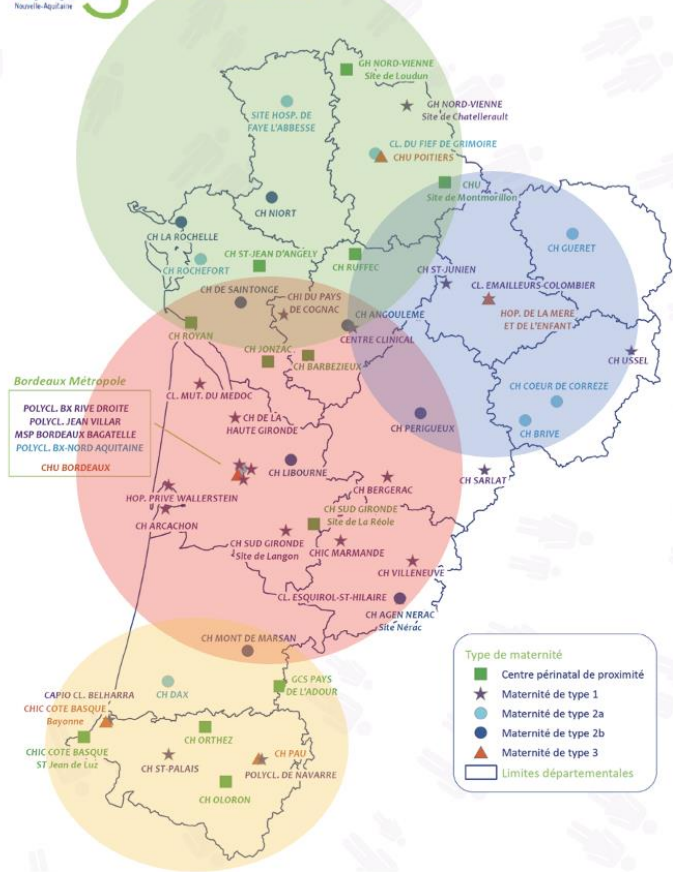 Nouvelle-Aquitaine
GH NORD-VIENNE
Site de Loudun
GH NORD-VIENNE
Site de Chatellerault
SITE HOSP. DE
FAYE L'ABBESSE
CL. DU FIEF DE GRIMOIRE
CHU POITIERS
CHU
Site de Montmorillon
CH NIORT
CH LA ROCHELLE
CH ROCHEFORT
CH ST-JEAN D'ANGELY
CH RUFFEC
CH GUERET
CH ST-JUNIEN
CL. EMAILLEURS-COLOMBIER
HOP. DE LA MERE
ET DE L'ENFANT
CH DE SAINTONGE
CHI DU PAYS
DE COGNAC
CH ANGOULEME
CENTRE CLINICAL
CH ROYAN
CH JONZAC
CH BARBEZIEUX
CH USSEL
CH COEUR DE CORREZE
CH BRIVE
CL. MUT. DU MEDOC
CH DE LA
HAUTE GIRONDE
CH PERIGUEUX
Bordeaux Métropole
POLYCL. BX RIVE DROITE
POLYCL. JEAN VILLAR
MSP BORDEAUX BAGATELLE
POLYCL. BX-NORD AQUITAINE
CHU BORDEAUX
CH LIBOURNE
CH BERGERAC
CH SARLAT
HOP. PRIVE WALLERSTEIN
CH ARCACHON
CH SUD GIRONDE
Site de La Réole
CH SUD GIRONDE
Site de Langon
CHIC MARMANDE
CH VILLENEUVE
CL. ESQUIROL-ST-HILAIRE
CH AGEN NERAC
Site Nérac
CH MONT DE MARSAN
CH DAX
GCS PAYS
DE L'ADOUR
CAPIO CL. BELHARRA
CHIC COTE BASQUE
Bayonne
CHIC COTE BASQUE
ST Jean de Luz
CH ORTHEZ
CH ST-PALAIS
CH PAU
POLYCL. DE NAVARRE
CH OLORON
Type de maternité
Centre périnatal de proximité
Maternité de type 1
Maternité de type 2a
Maternité de type 2b
Maternité de type 3
Limites départementales